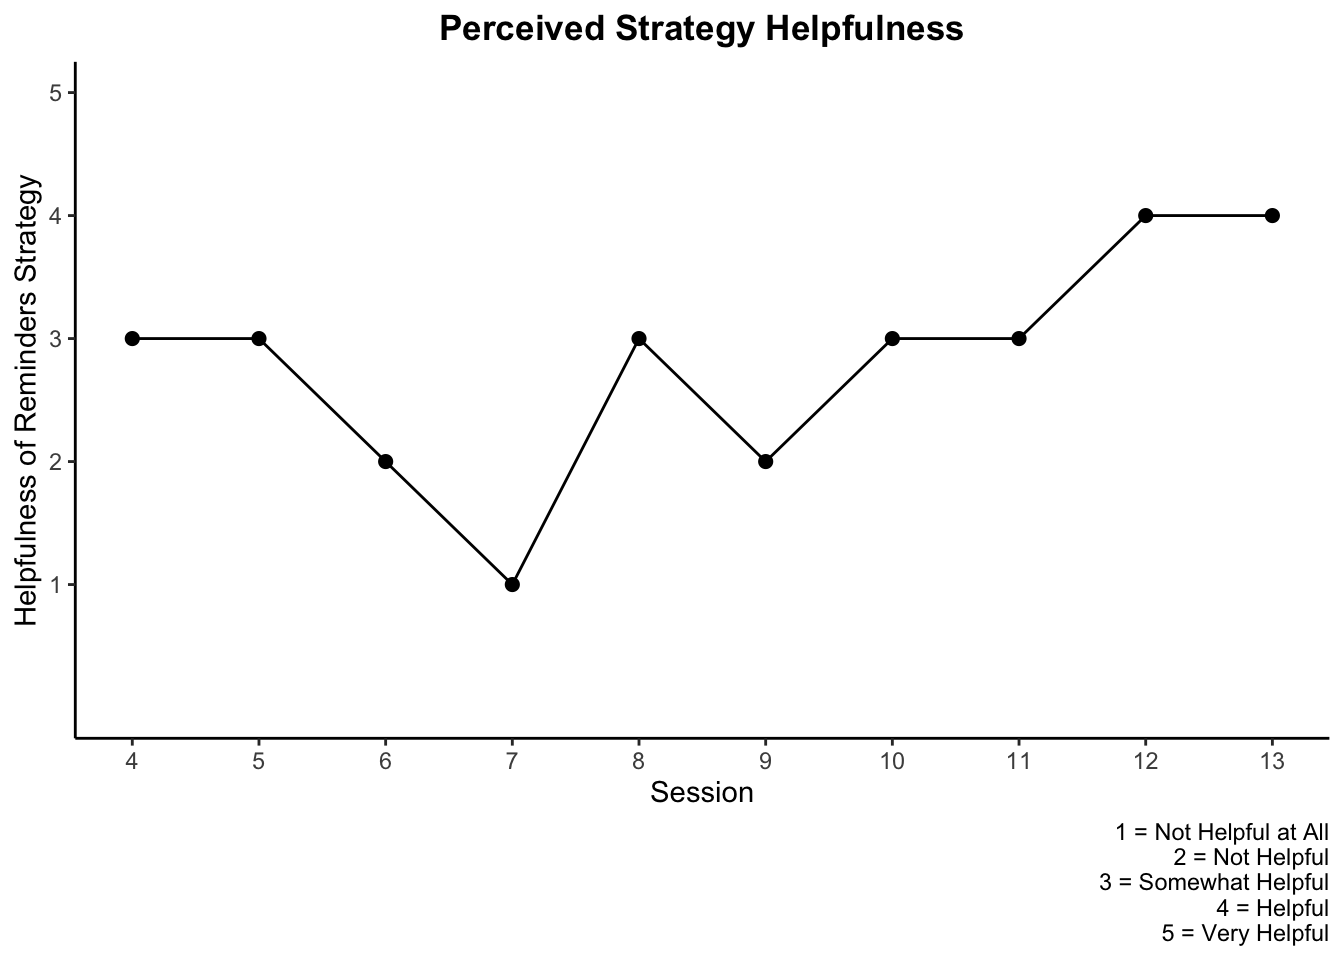 Perceived Strategy Helpfulness
Helpfulness of Reminders Strategy
5
4
3
2
1
4 5 6 7 8 9 10 11 12 13
Session
1 = Not Helpful at All
2 = Not Helpful
3 = Somewhat Helpful
4 = Helpful
5 = Very Helpful